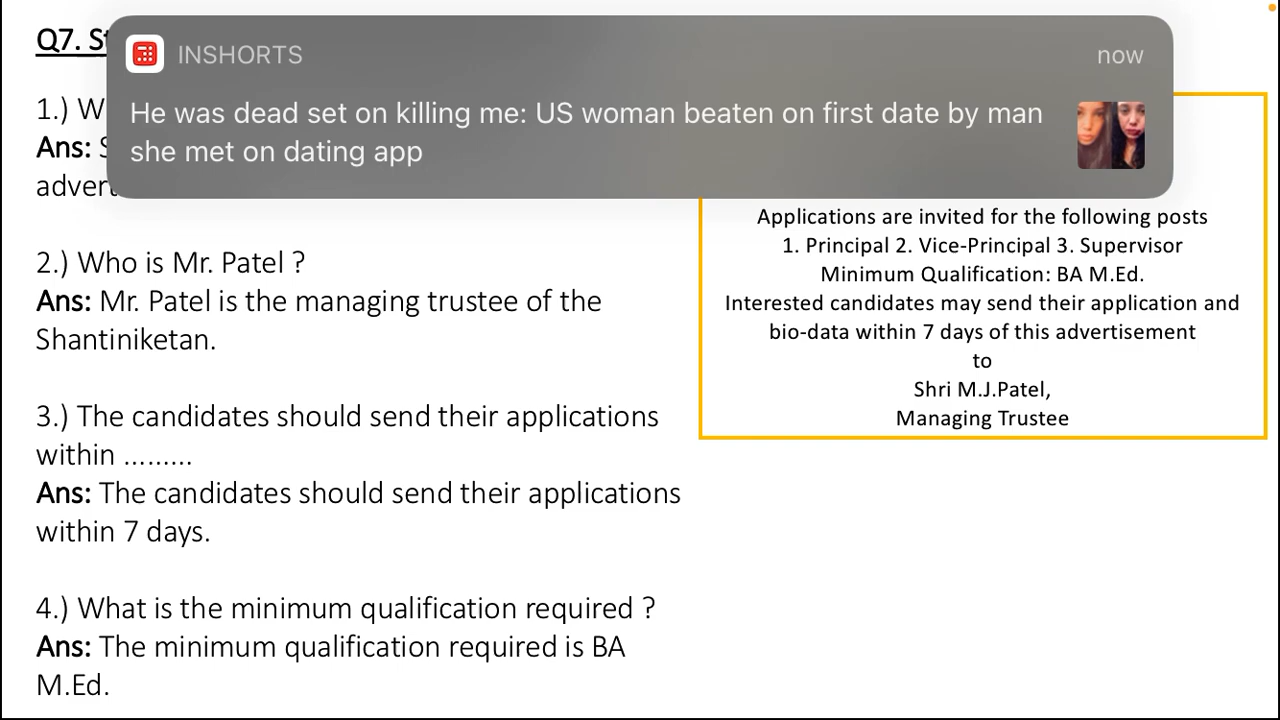 Q7. St
INSHORTS
now
He was dead set on killing me: US woman beaten on first date by man
she met on dating app
1.) W
Ans: S
advert
2.) Who is Mr. Patel ?
Ans: Mr. Patel is the managing trustee of the
Shantiniketan.
3.) The candidates should send their applications
within .........
Ans: The candidates should send their applications
within 7 days.
4.) What is the minimum qualification required ?
Ans: The minimum qualification required is BA
M.Ed.
Applications are invited for the following posts
1. Principal 2. Vice-Principal 3. Supervisor
Minimum Qualification: BA M.Ed.
Interested candidates may send their application and
bio-data within 7 days of this advertisement
to
Shri M.J.Patel,
Managing Trustee